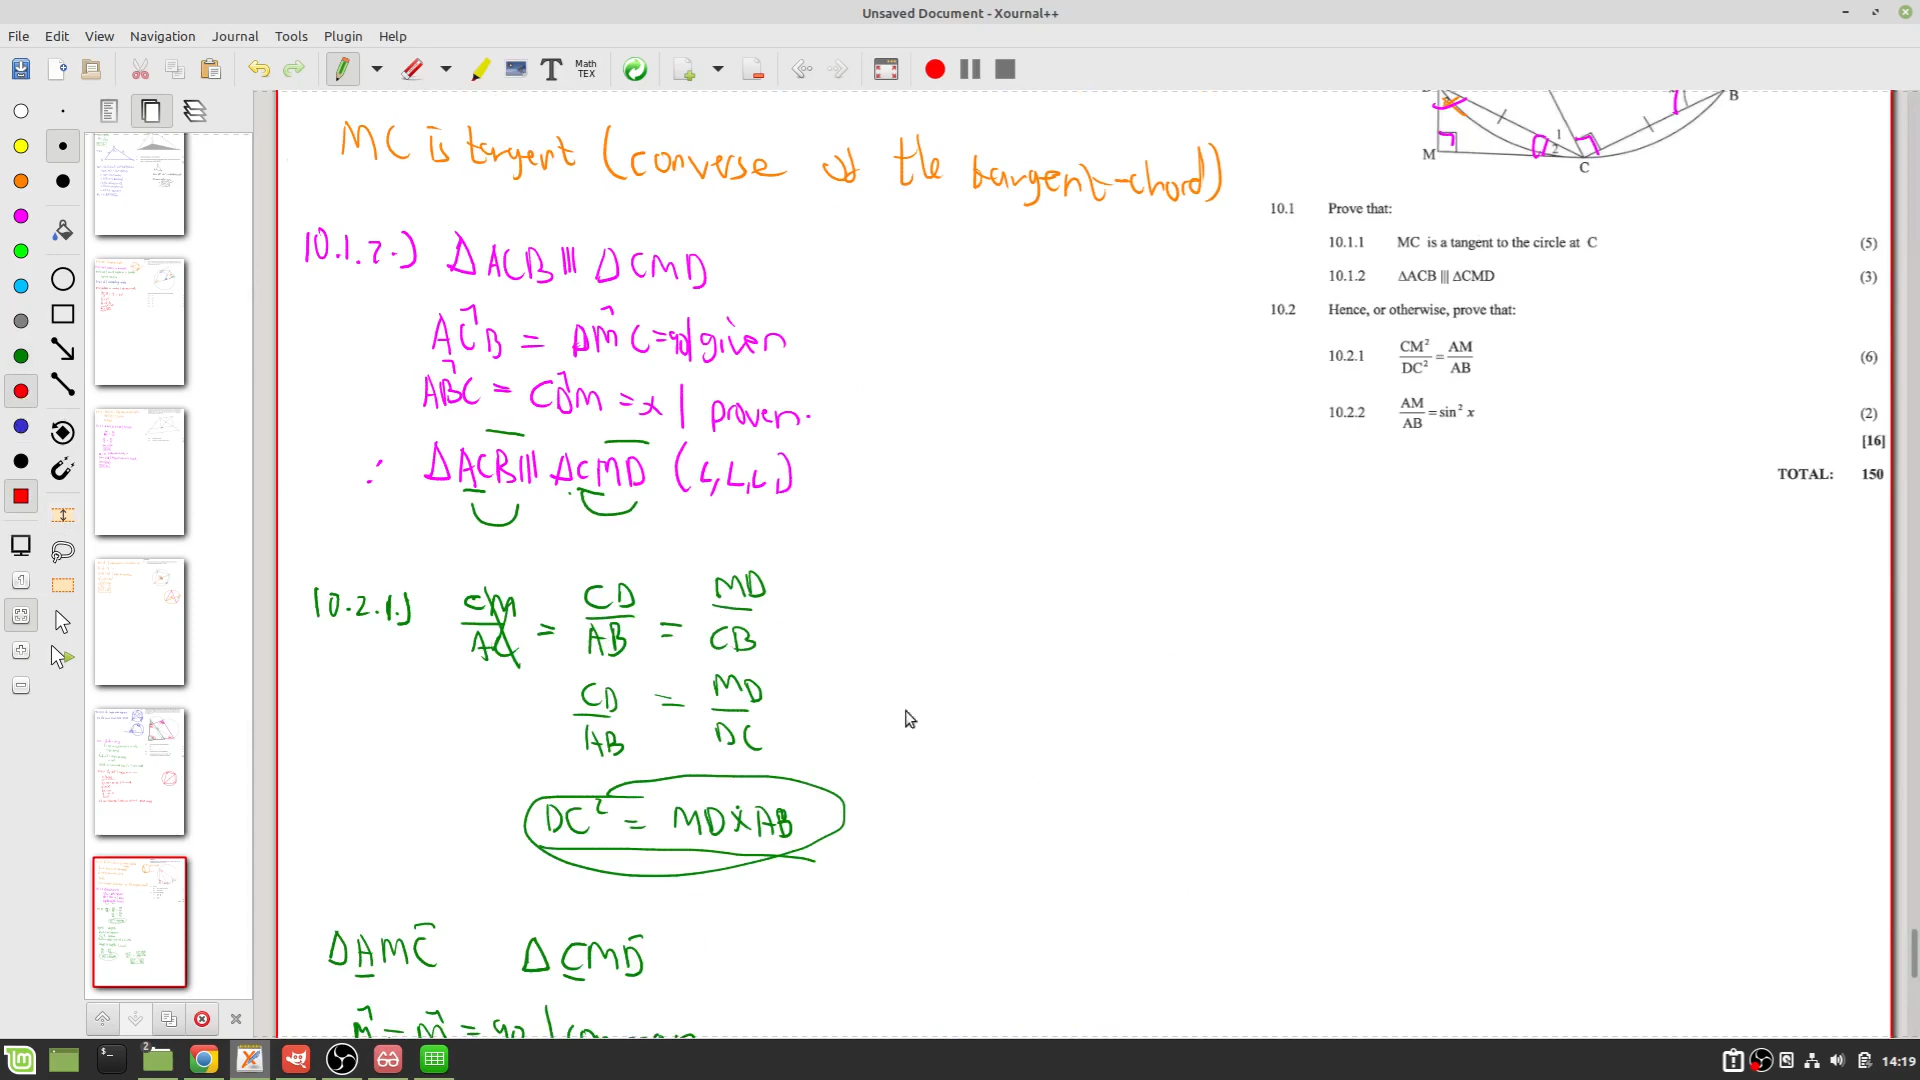 Unsaved Document - Xournal++
File Edit View Navigation Journal Tools Plugin Help
Math
TEX
MC is tangent (converse of the tangent-chord)
10.1.2.) ΔACB ||| ΔCMD
AĈB = DM̂C = 90 | given
AB̂C = CD̂M = x | proven.
∴ ΔACB ||| ΔCMD (∠,∠,∠)
10.2.1.) CM/AC = CD/AB = MD/CB
CD/AB = MD/DC
DC² = MD×AB
ΔAMC ΔCMD
M̂ = M̂ = 90 | common
B
1
2
M
C
10.1 Prove that:
10.1.1 MC is a tangent to the circle at C (5)
10.1.2 ΔACB ||| ΔCMD (3)
10.2 Hence, or otherwise, prove that:
10.2.1 CM²/DC² = AM/AB (6)
10.2.2 AM/AB = sin² x (2)
[16]
TOTAL: 150
2
14:19